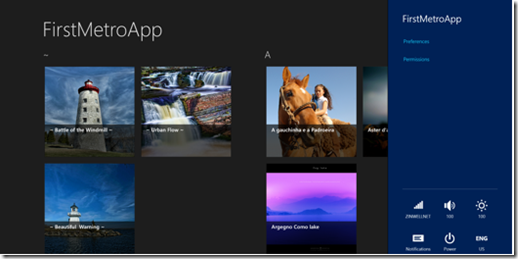 FirstMetroApp
~
~ Battle of the Windmill ~
~ Urban Flow ~
~ Beautiful Warning ~
A
A gauchinha e a Padroeira
Aster d
Argegno Como lake
FirstMetroApp
Preferences
Permissions
ZINWELLNET
100
100
Notifications
Power
ENG
US